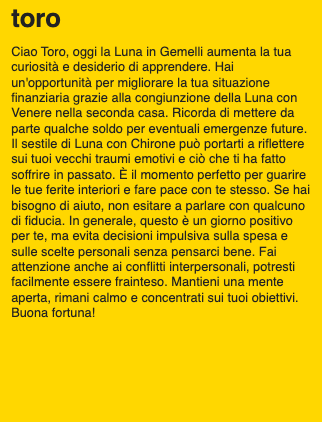 toro
Ciao Toro, oggi la Luna in Gemelli aumenta la tua
curiosità e desiderio di apprendere. Hai
un'opportunità per migliorare la tua situazione
finanziaria grazie alla congiunzione della Luna con
Venere nella seconda casa. Ricorda di mettere da
parte qualche soldo per eventuali emergenze future.
Il sestile di Luna con Chirone può portarti a riflettere
sui tuoi vecchi traumi emotivi e ciò che ti ha fatto
soffrire in passato. È il momento perfetto per guarire
le tue ferite interiori e fare pace con te stesso. Se hai
bisogno di aiuto, non esitare a parlare con qualcuno
di fiducia. In generale, questo è un giorno positivo
per te, ma evita decisioni impulsiva sulla spesa e
sulle scelte personali senza pensarci bene. Fai
attenzione anche ai conflitti interpersonali, potresti
facilmente essere frainteso. Mantieni una mente
aperta, rimani calmo e concentrati sui tuoi obiettivi.
Buona fortuna!